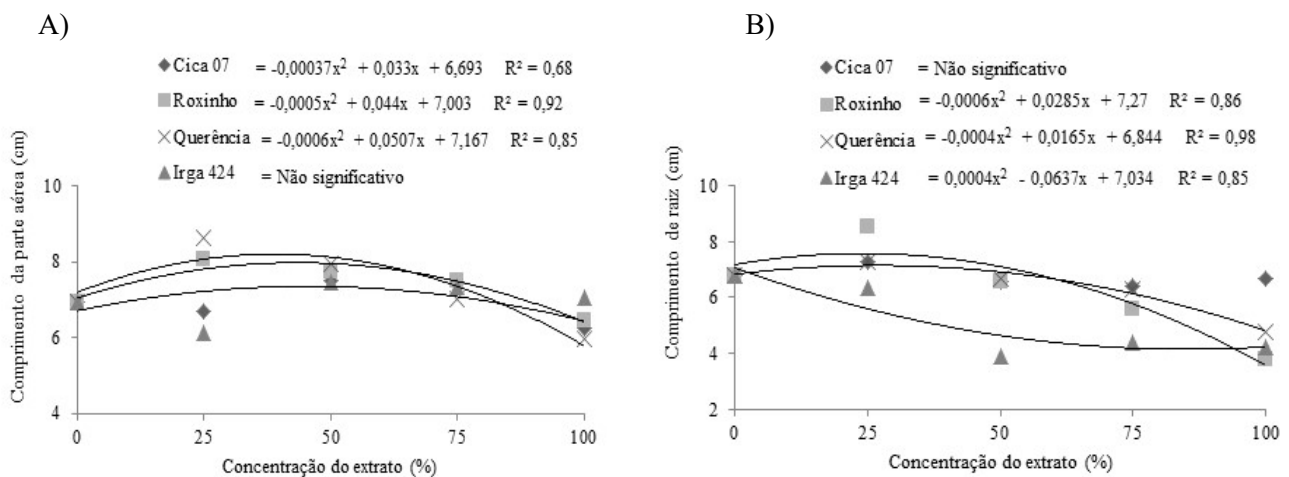 A)
Cica 07 = -0,00037x² + 0,033x + 6,693 R² = 0,68
Roxinho = -0,0005x² + 0,044x + 7,003 R² = 0,92
Querência = -0,0006x² + 0,0507x + 7,167 R² = 0,85
Irga 424 = Não significativo
Comprimento da parte aérea (cm)
10
8
6
4
0 25 50 75 100
Concentração do extrato (%)
B)
Cica 07 = Não significativo
Roxinho = -0,0006x² + 0,0285x + 7,27 R² = 0,86
Querência = -0,0004x² + 0,0165x + 6,844 R² = 0,98
Irga 424 = 0,0004x² - 0,0637x + 7,034 R² = 0,85
Comprimento de raiz (cm)
10
8
6
4
2
0 25 50 75 100
Concentração do extrato (%)